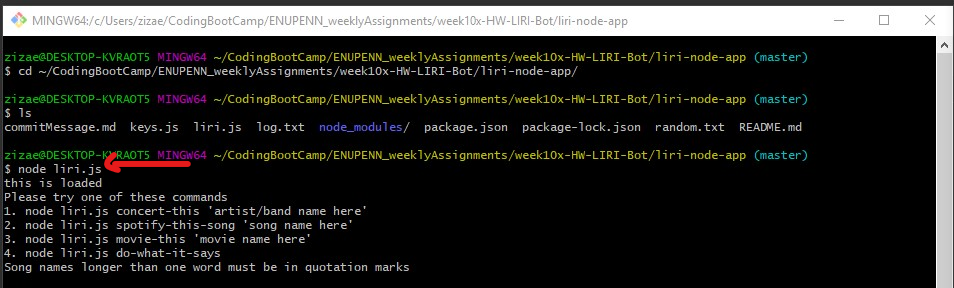 MINGW64:/c/Users/zizae/CodingBootCamp/ENUPENN_weeklyAssignments/week10x-HW-LIRI-Bot/liri-node-app
zizae@DESKTOP-KVRAOT5 MINGW64 ~/CodingBootCamp/ENUPENN_weeklyAssignments/week10x-HW-LIRI-Bot/liri-node-app (master)
$ cd ~/CodingBootCamp/ENUPENN_weeklyAssignments/week10x-HW-LIRI-Bot/liri-node-app/
zizae@DESKTOP-KVRAOT5 MINGW64 ~/CodingBootCamp/ENUPENN_weeklyAssignments/week10x-HW-LIRI-Bot/liri-node-app (master)
$ ls
commitMessage.md keys.js liri.js log.txt node_modules/ package.json package-lock.json random.txt README.md
zizae@DESKTOP-KVRAOT5 MINGW64 ~/CodingBootCamp/ENUPENN_weeklyAssignments/week10x-HW-LIRI-Bot/liri-node-app (master)
$ node liri.js
this is loaded
Please try one of these commands
1. node liri.js concert-this 'artist/band name here'
2. node liri.js spotify-this-song 'song name here'
3. node liri.js movie-this 'movie name here'
4. node liri.js do-what-it-says
Song names longer than one word must be in quotation marks